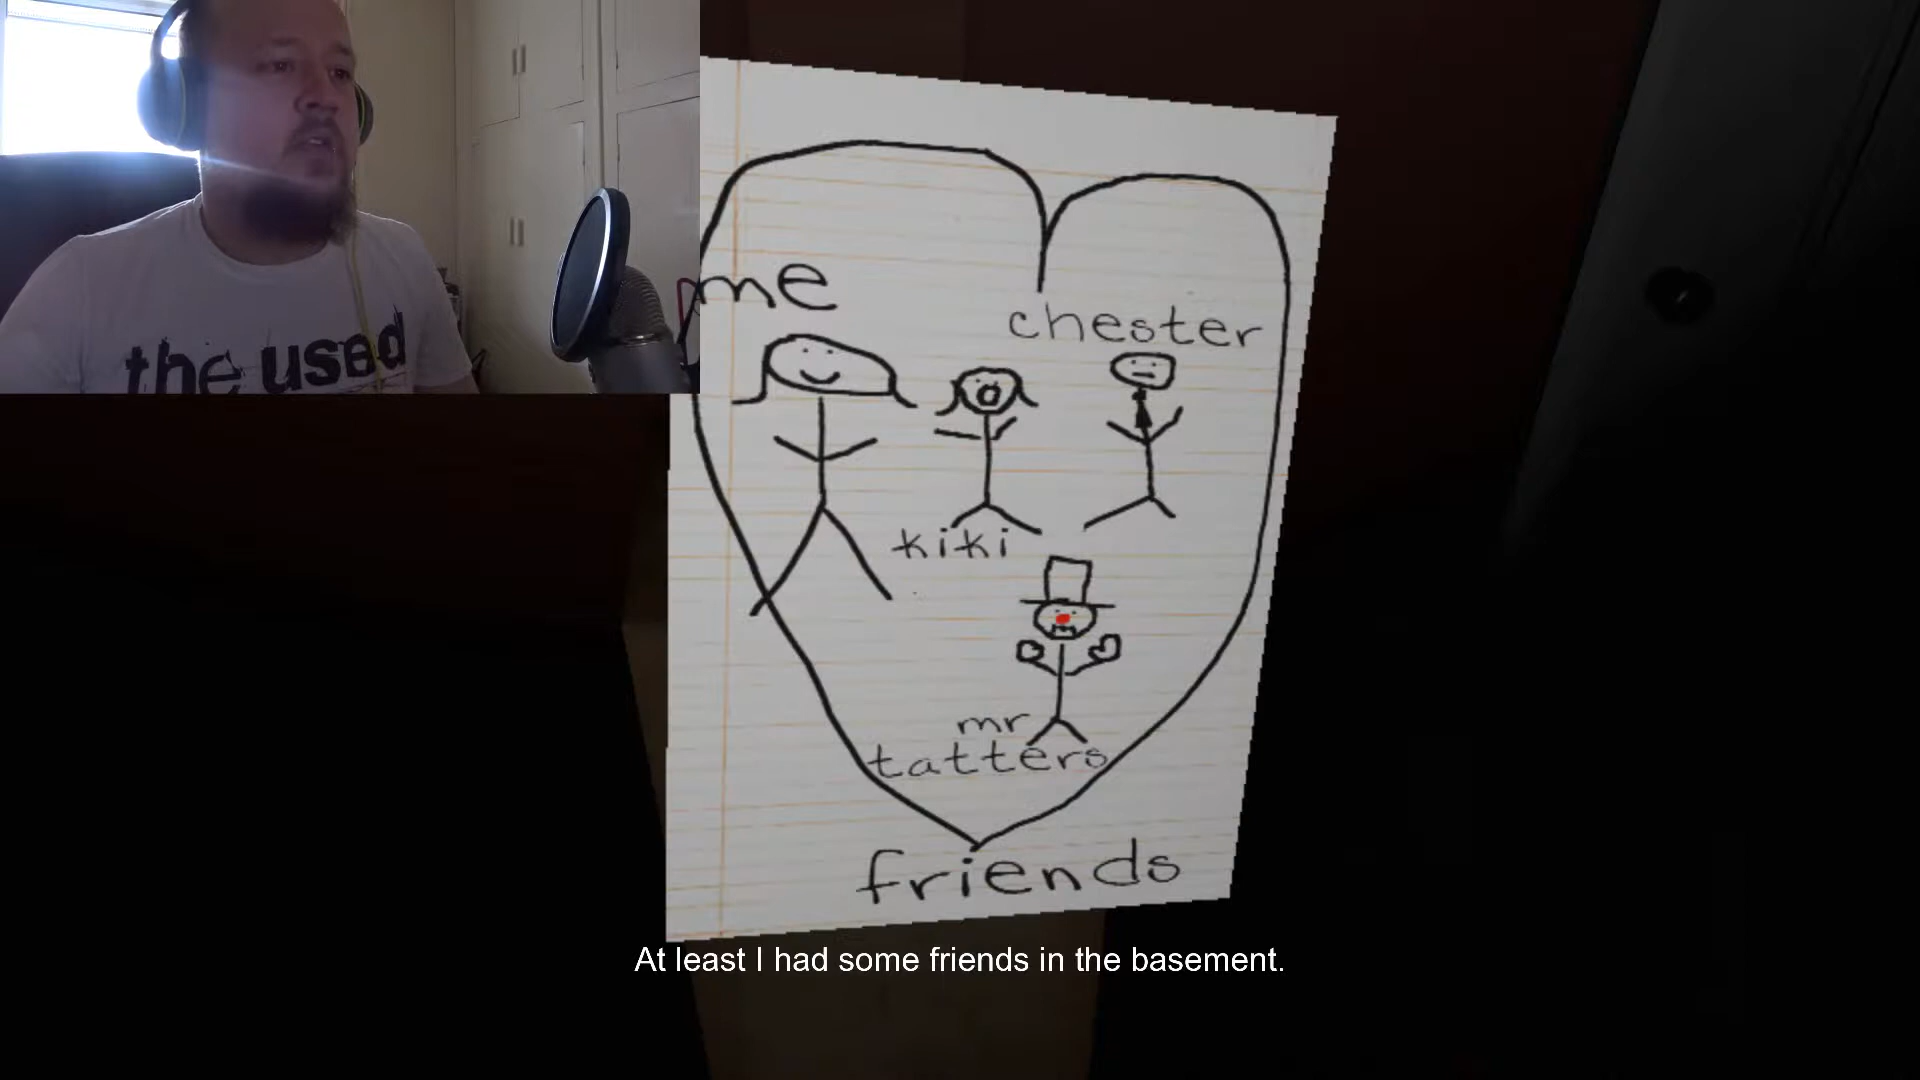 the used
me
chester
kiki
mr
tatters
friends
At least I had some friends in the basement.